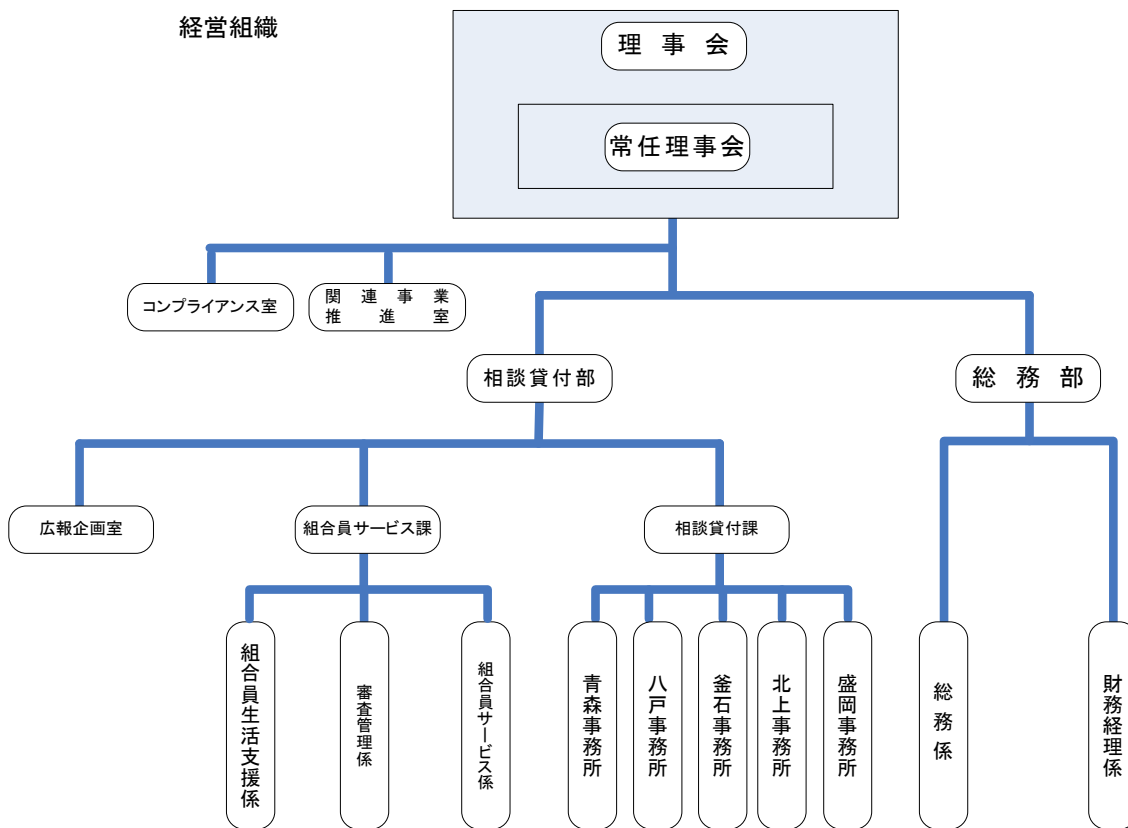 経営組織
理事会
常任理事会
コンプライアンス室
関連事業
推進室
相談貸付部
総務部
広報企画室
組合員サービス課
相談貸付課
組合員生活支援係
審査管理係
組合員サービス係
青森事務所
八戸事務所
釜石事務所
北上事務所
盛岡事務所
総務係
財務経理係